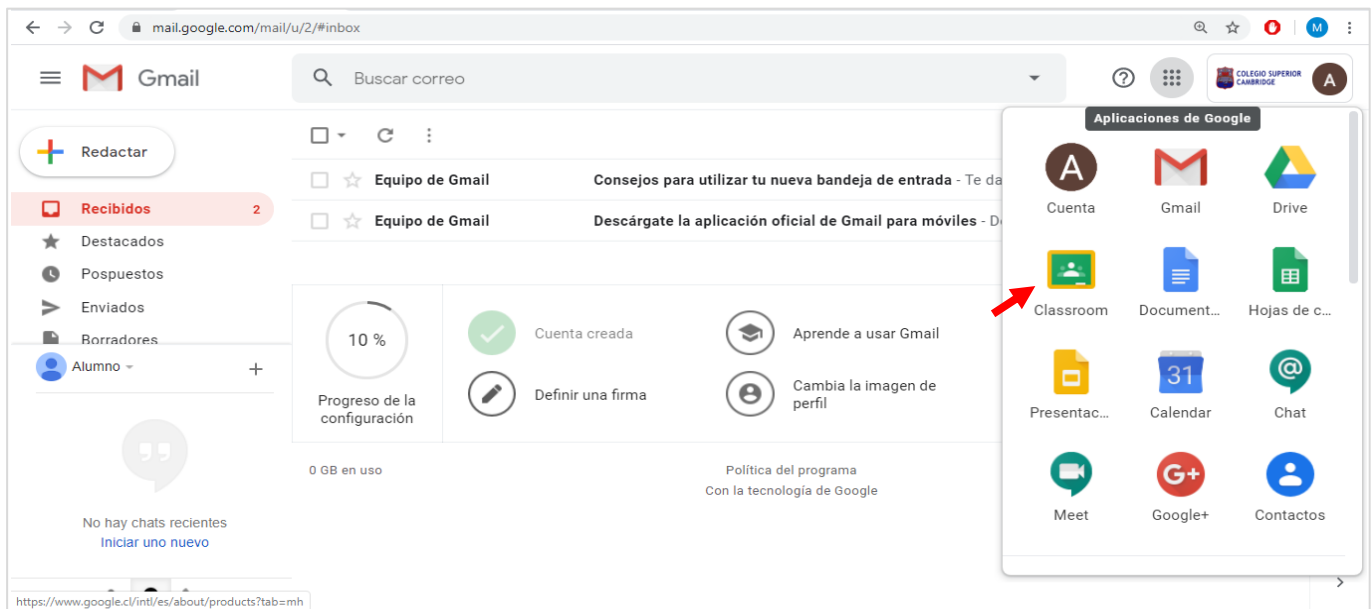 mail.google.com/mail/u/2/#inbox
M
Gmail
Buscar correo
COLEGIO SUPERIOR
CAMBRIDGE
A
Aplicaciones de Google
Redactar
Recibidos 2
Destacados
Pospuestos
Enviados
Borradores
Alumno
No hay chats recientes
Iniciar uno nuevo
Equipo de Gmail Consejos para utilizar tu nueva bandeja de entrada - Te da
Equipo de Gmail Descárgate la aplicación oficial de Gmail para móviles - D
10 %
Progreso de la
configuración
Cuenta creada
Definir una firma
Aprende a usar Gmail
Cambia la imagen de
perfil
0 GB en uso
Política del programa
Con la tecnología de Google
A
Cuenta Gmail Drive
Classroom Document... Hojas de c...
31
@
Presentac... Calendar Chat
G+
Meet Google+ Contactos
https://www.google.cl/intl/es/about/products?tab=mh